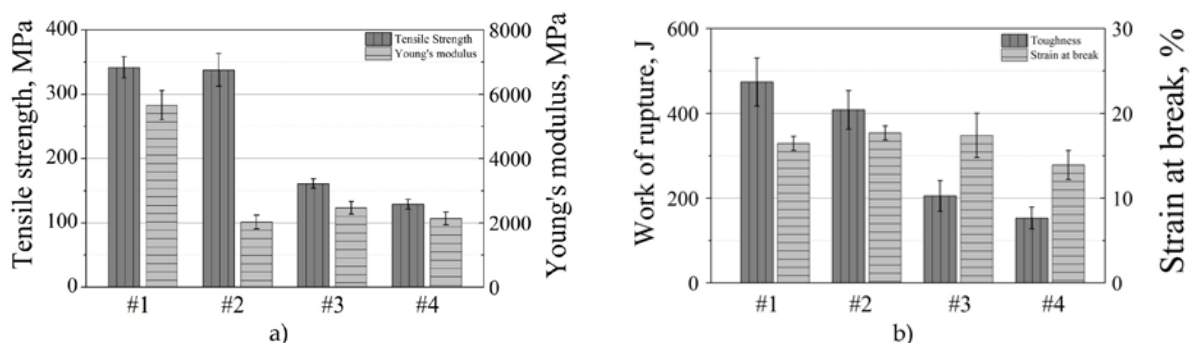 Tensile strength, MPa
400
300
200
100
0
Tensile Strength
Young's modulus
8000
6000
4000
2000
0
Young's modulus, MPa
#1
#2
#3
#4
a)
Work of rupture, J
600
400
200
0
Toughness
Strain at break
30
20
10
0
Strain at break, %
#1
#2
#3
#4
b)